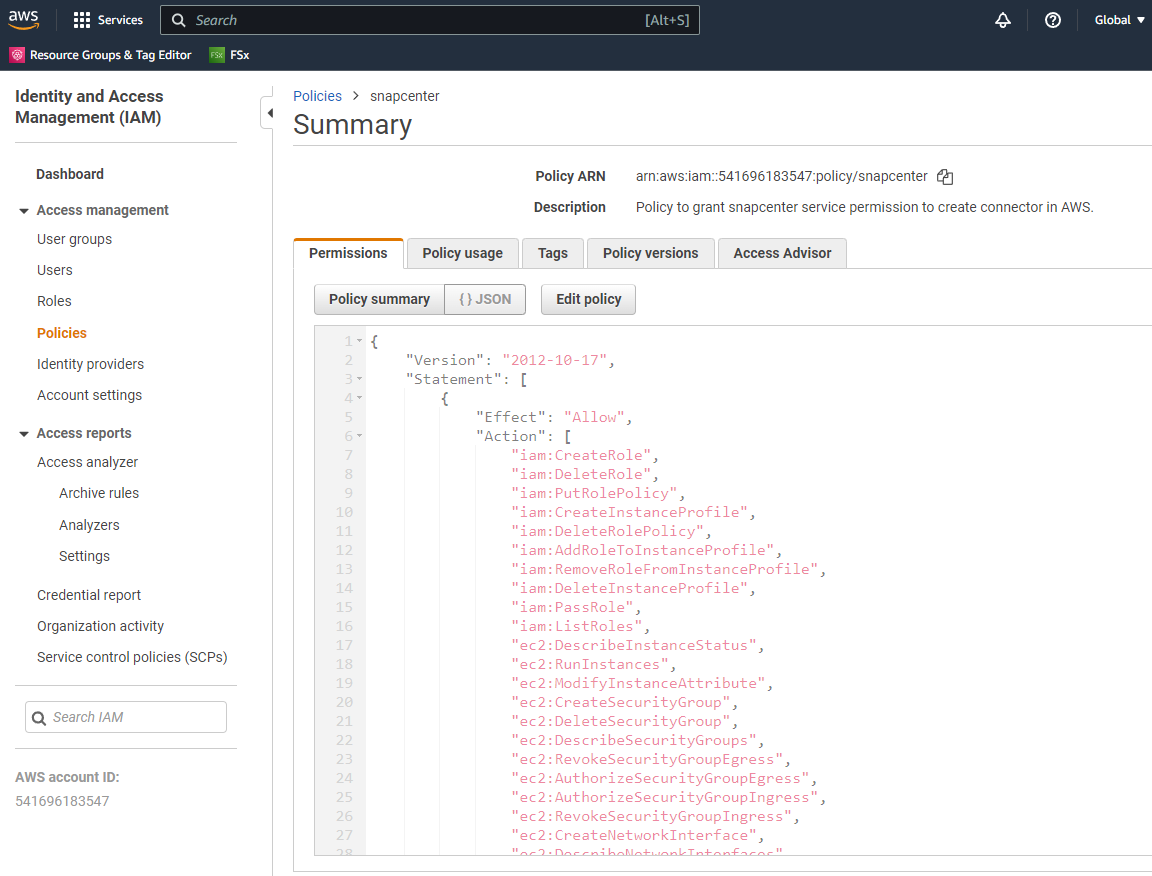 aws
Services
Search
[Alt+S]
Global
Resource Groups & Tag Editor
FSx
FSx
Identity and Access
Management (IAM)
Dashboard
Access management
User groups
Users
Roles
Policies
Identity providers
Account settings
Access reports
Access analyzer
Archive rules
Analyzers
Settings
Credential report
Organization activity
Service control policies (SCPs)
Search IAM
AWS account ID:
541696183547
Policies > snapcenter
Summary
Policy ARN arn:aws:iam::541696183547:policy/snapcenter
Description Policy to grant snapcenter service permission to create connector in AWS.
Permissions Policy usage Tags Policy versions Access Advisor
Policy summary { } JSON Edit policy
1 {
2 "Version": "2012-10-17",
3 "Statement": [
4 {
5 "Effect": "Allow",
6 "Action": [
7 "iam:CreateRole",
8 "iam:DeleteRole",
9 "iam:PutRolePolicy",
10 "iam:CreateInstanceProfile",
11 "iam:DeleteRolePolicy",
12 "iam:AddRoleToInstanceProfile",
13 "iam:RemoveRoleFromInstanceProfile",
14 "iam:DeleteInstanceProfile",
15 "iam:PassRole",
16 "iam:ListRoles",
17 "ec2:DescribeInstanceStatus",
18 "ec2:RunInstances",
19 "ec2:ModifyInstanceAttribute",
20 "ec2:CreateSecurityGroup",
21 "ec2:DeleteSecurityGroup",
22 "ec2:DescribeSecurityGroups",
23 "ec2:RevokeSecurityGroupEgress",
24 "ec2:AuthorizeSecurityGroupEgress",
25 "ec2:AuthorizeSecurityGroupIngress",
26 "ec2:RevokeSecurityGroupIngress",
27 "ec2:CreateNetworkInterface",
28 "ec2:DescribeNetworkInterfaces"